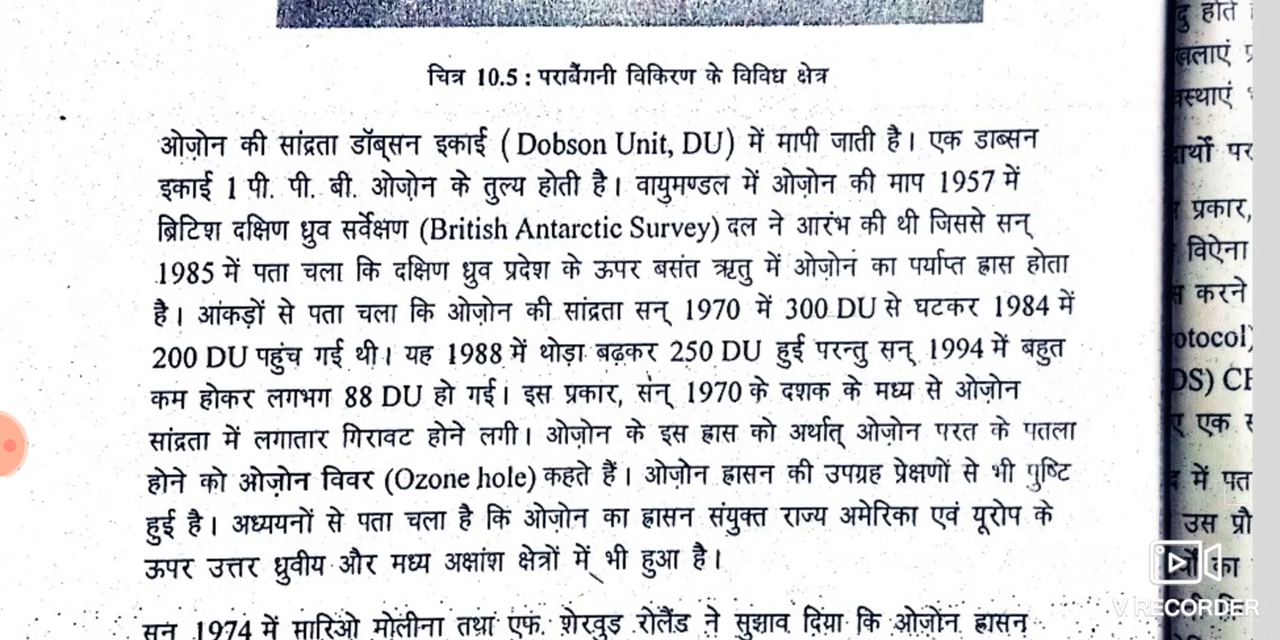 चित्र 10.5 : पराबैंगनी विकिरण के विविध क्षेत्र
ओज़ोन की सांद्रता डॉब्सन इकाई ( Dobson Unit, DU) में मापी जाती है। एक डाब्सन
इकाई 1 पी. पी. बी. ओज़ोन के तुल्य होती है। वायुमण्डल में ओज़ोन की माप 1957 में
ब्रिटिश दक्षिण ध्रुव सर्वेक्षण (British Antarctic Survey) दल ने आरंभ की थी जिससे सन्
1985 में पता चला कि दक्षिण ध्रुव प्रदेश के ऊपर बसंत ऋतु में ओज़ोन का पर्याप्त ह्रास होता
है। आंकड़ों से पता चला कि ओज़ोन की सांद्रता सन् 1970 में 300 DU से घटकर 1984 में
200 DU पहुंच गई थी। यह 1988 में थोड़ा बढ़कर 250 DU हुई परन्तु सन् 1994 में बहुत
कम होकर लगभग 88 DU हो गई। इस प्रकार, सन् 1970 के दशक के मध्य से ओज़ोन
सांद्रता में लगातार गिरावट होने लगी। ओज़ोन के इस ह्रास को अर्थात् ओज़ोन परत के पतला
होने को ओज़ोन विवर (Ozone hole) कहते हैं। ओज़ोन ह्रासन की उपग्रह प्रेक्षणों से भी पुष्टि
हुई है। अध्ययनों से पता चला है कि ओज़ोन का ह्रासन संयुक्त राज्य अमेरिका एवं यूरोप के
ऊपर उत्तर ध्रुवीय और मध्य अक्षांश क्षेत्रों में भी हुआ है।
सन् 1974 में मारिओ मोलीना तथा एफ. शेरवुड रोलैंड ने सुझाव दिया कि ओज़ोन ह्रासन
होते
प्रकार,
विऐना
करने
otocol)
एक
में पत
उस प्रौ
का
V RECORDER